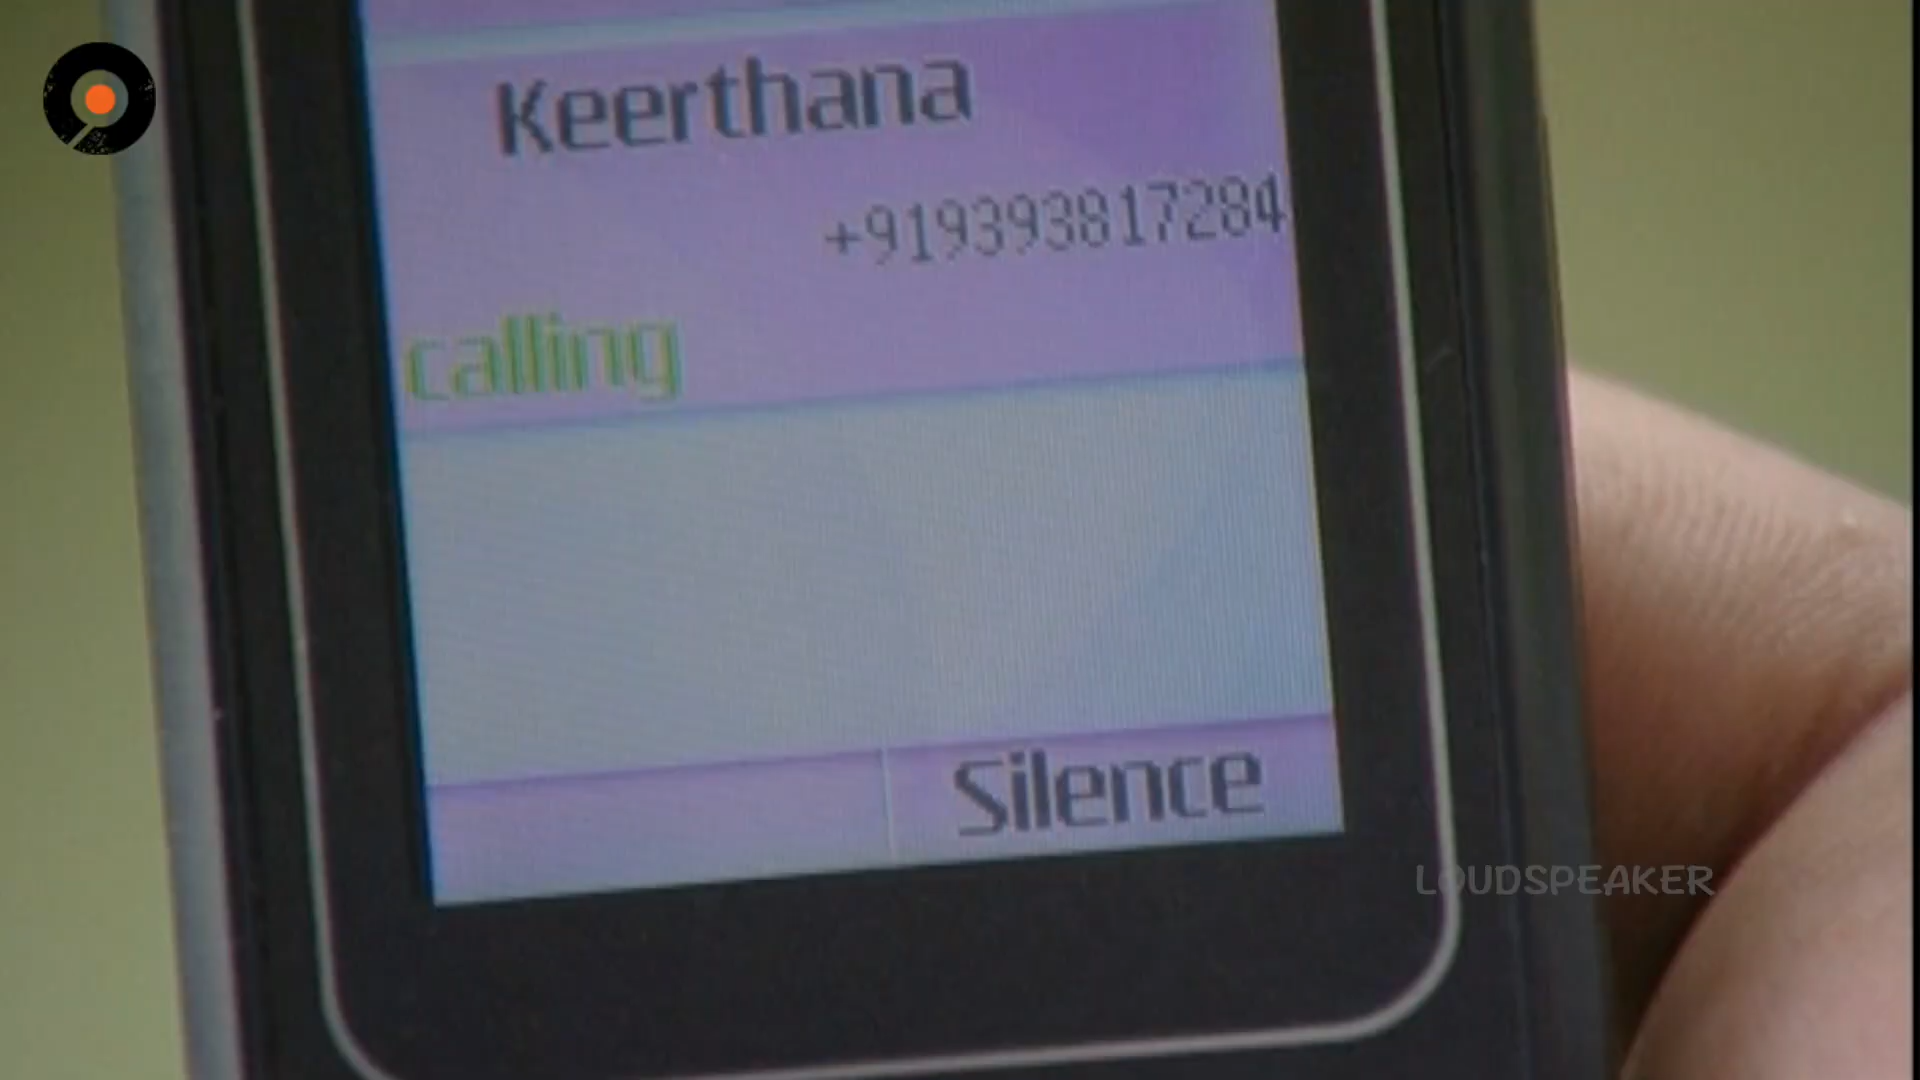 Keerthana
+919393817284
calling
Silence
LOUDSPEAKER